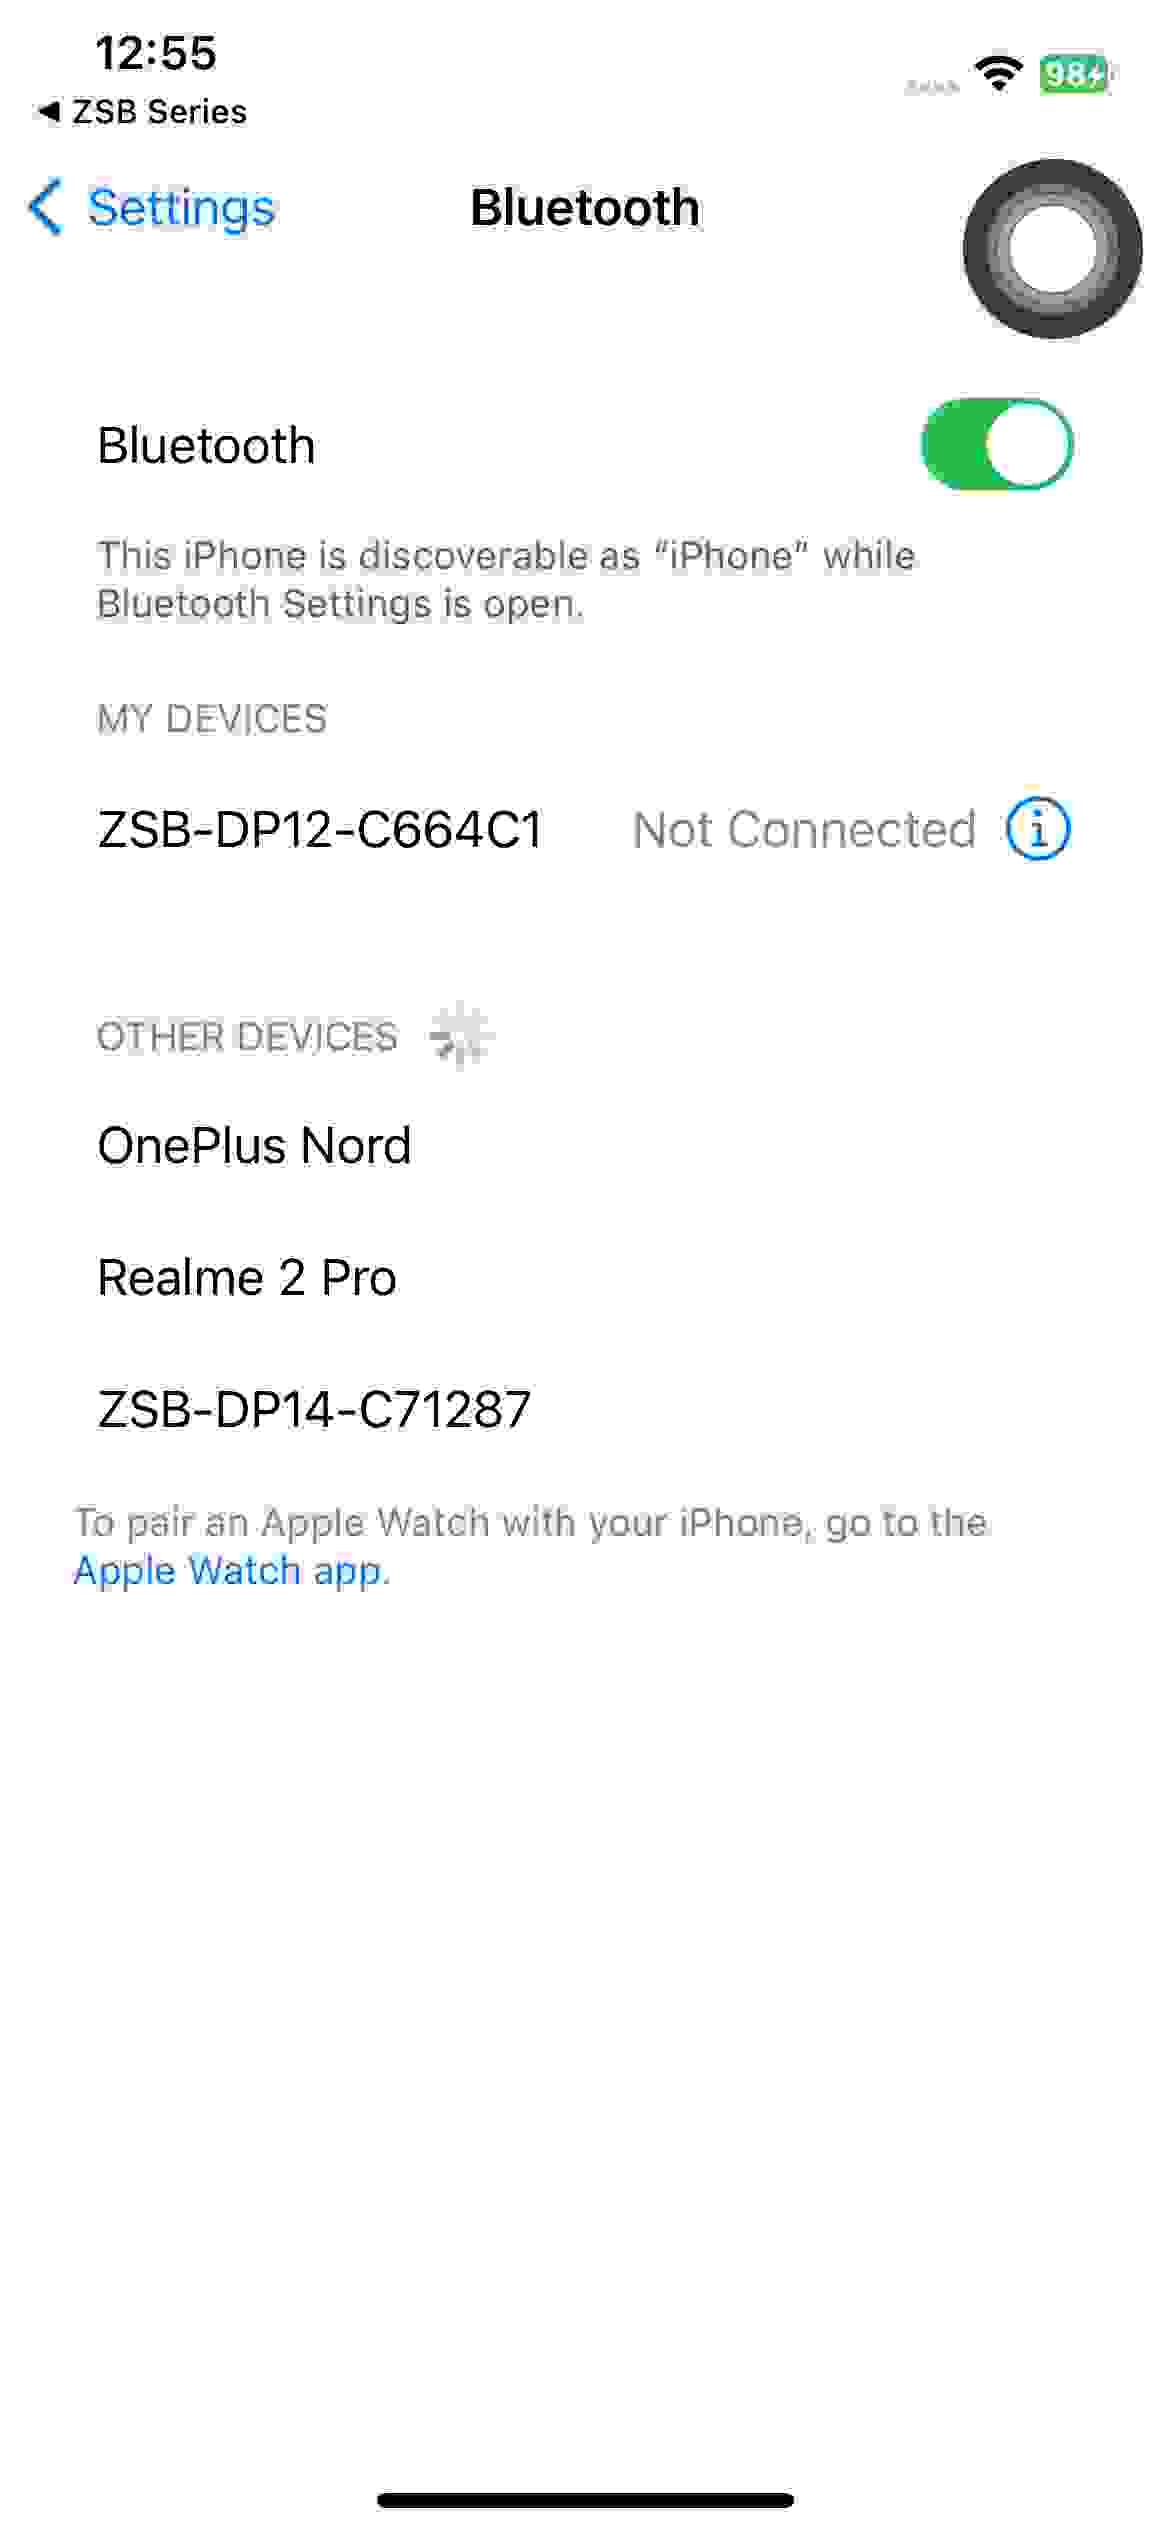 12:55
◀ ZSB Series
98
Settings
Bluetooth
Bluetooth
This iPhone is discoverable as “iPhone” while
Bluetooth Settings is open.
MY DEVICES
ZSB-DP12-C664C1 Not Connected
OTHER DEVICES
OnePlus Nord
Realme 2 Pro
ZSB-DP14-C71287
To pair an Apple Watch with your iPhone, go to the
Apple Watch app.